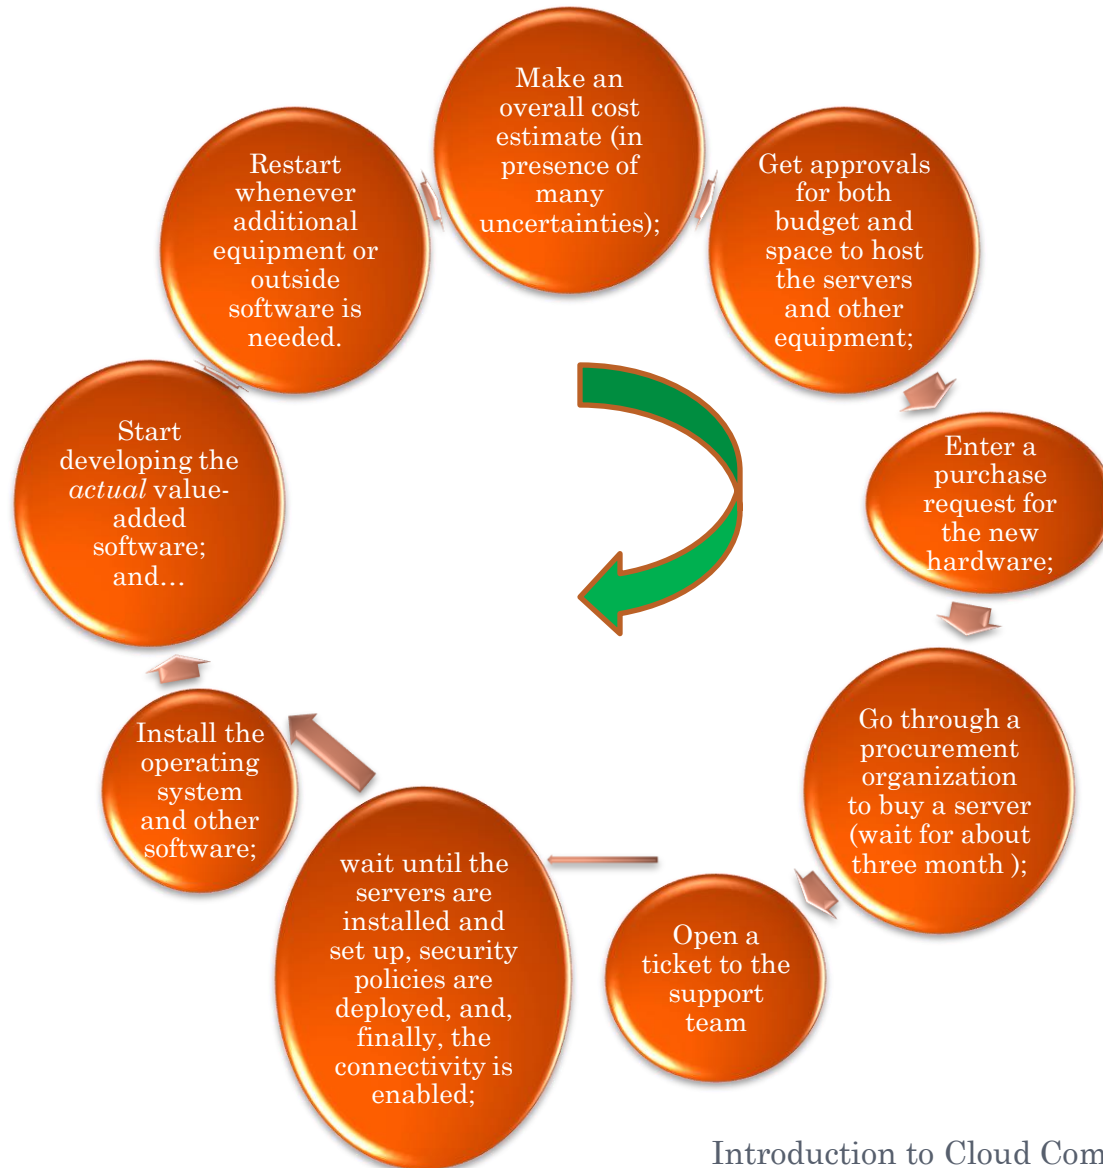 Make an
overall cost
estimate (in
presence of
many
uncertainties);
Get approvals
for both
budget and
space to host
the servers
and other
equipment;
Enter a
purchase
request for
the new
hardware;
Go through a
procurement
organization
to buy a server
(wait for about
three month );
Open a
ticket to the
support
team
wait until the
servers are
installed and
set up, security
policies are
deployed, and,
finally, the
connectivity is
enabled;
Install the
operating
system
and other
software;
Start
developing the
actual value-
added
software;
and…
Restart
whenever
additional
equipment or
outside
software is
needed.
Introduction to Cloud Com